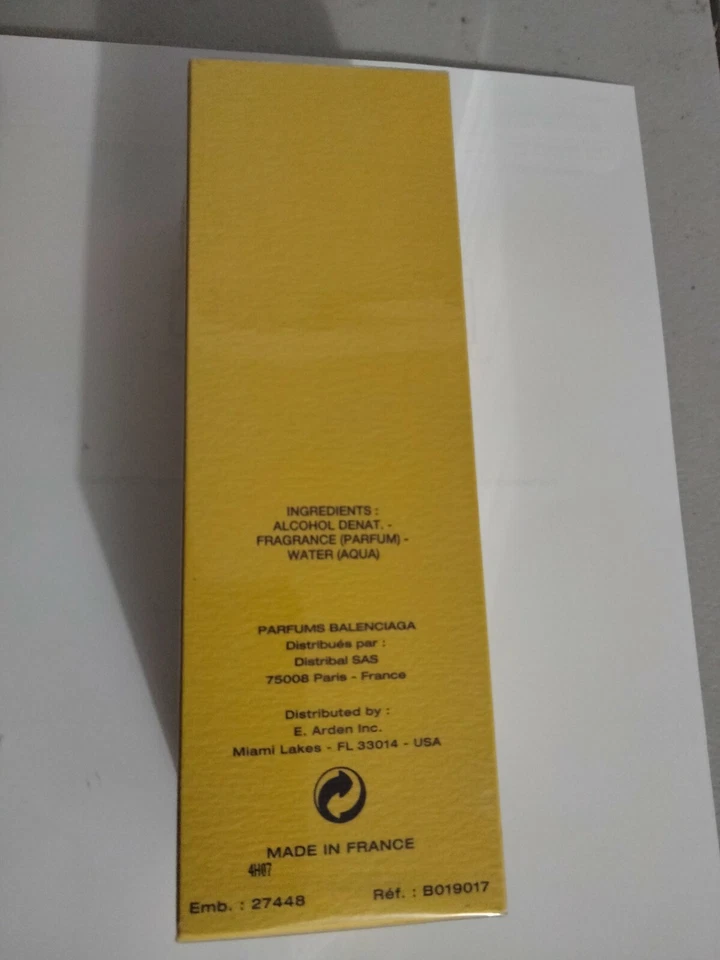 INGREDIENTS :
ALCOHOL DENAT. -
FRAGRANCE (PARFUM) -
WATER (AQUA)
PARFUMS BALENCIAGA
Distribués par :
Distribal SAS
75008 Paris - France
Distributed by :
E. Arden Inc.
Miami Lakes - FL 33014 - USA
MADE IN FRANCE
4H07
Emb. : 27448 Réf. : B019017